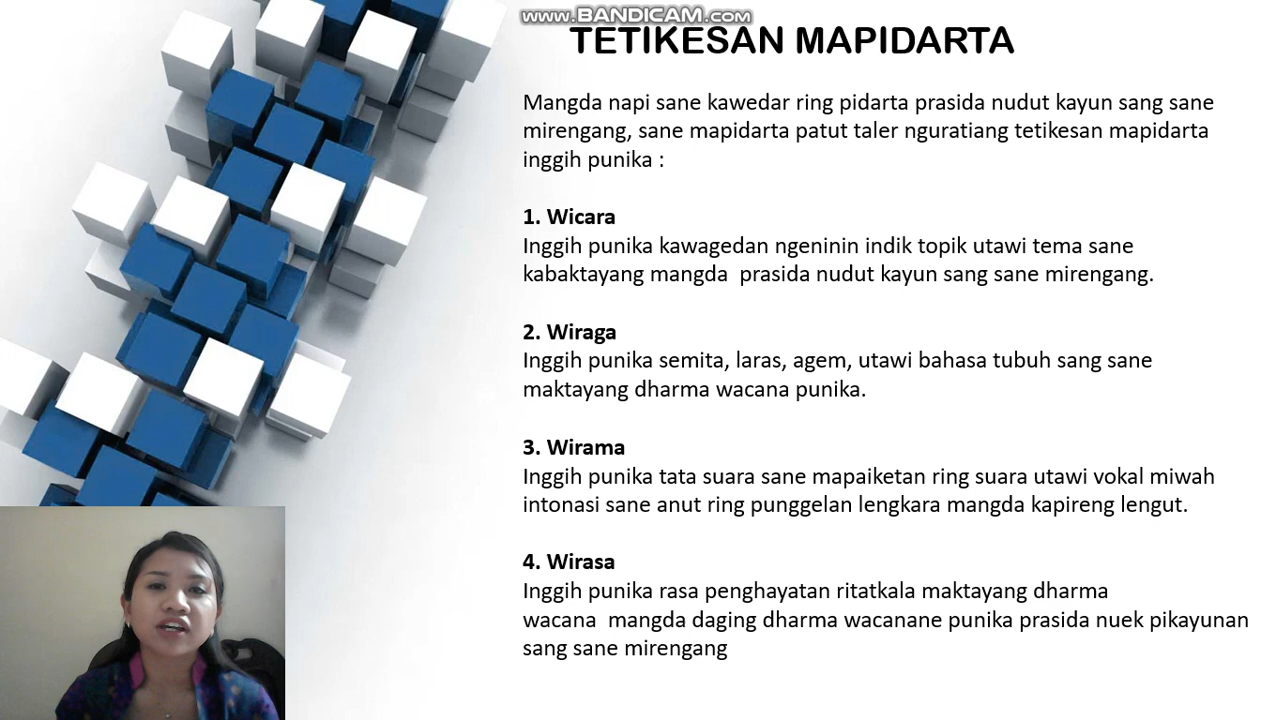 www.BANDICAM.com
TETIKESAN MAPIDARTA
Mangda napi sane kawedar ring pidarta prasida nudut kayun sang sane
mirengang, sane mapidarta patut taler nguratiang tetikesan mapidarta
inggih punika :
1. Wicara
Inggih punika kawagedan ngeninin indik topik utawi tema sane
kabaktayang mangda  prasida nudut kayun sang sane mirengang.
2. Wiraga
Inggih punika semita, laras, agem, utawi bahasa tubuh sang sane
maktayang dharma wacana punika.
3. Wirama
Inggih punika tata suara sane mapaiketan ring suara utawi vokal miwah
intonasi sane anut ring punggelan lengkara mangda kapireng lengut.
4. Wirasa
Inggih punika rasa penghayatan ritatkala maktayang dharma
wacana  mangda daging dharma wacanane punika prasida nuek pikayunan
sang sane mirengang